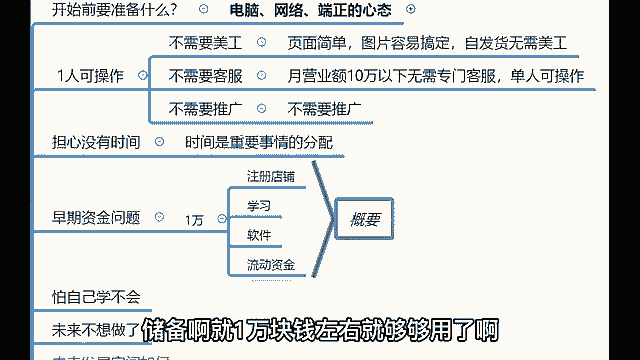 开始前要准备什么? 电脑、网络、端正的心态
不需要美工 页面简单,图片容易搞定,自发货无需美工
1人可操作 不需要客服 月营业额10万以下无需专门客服,单人可操作
不需要推广 不需要推广
担心没有时间 时间是重要事情的分配
注册店铺
学习
早期资金问题 1万 概要
软件
流动资金
怕自己学不会
未来不想做了
储备啊就1万块钱左右就够够用了啊